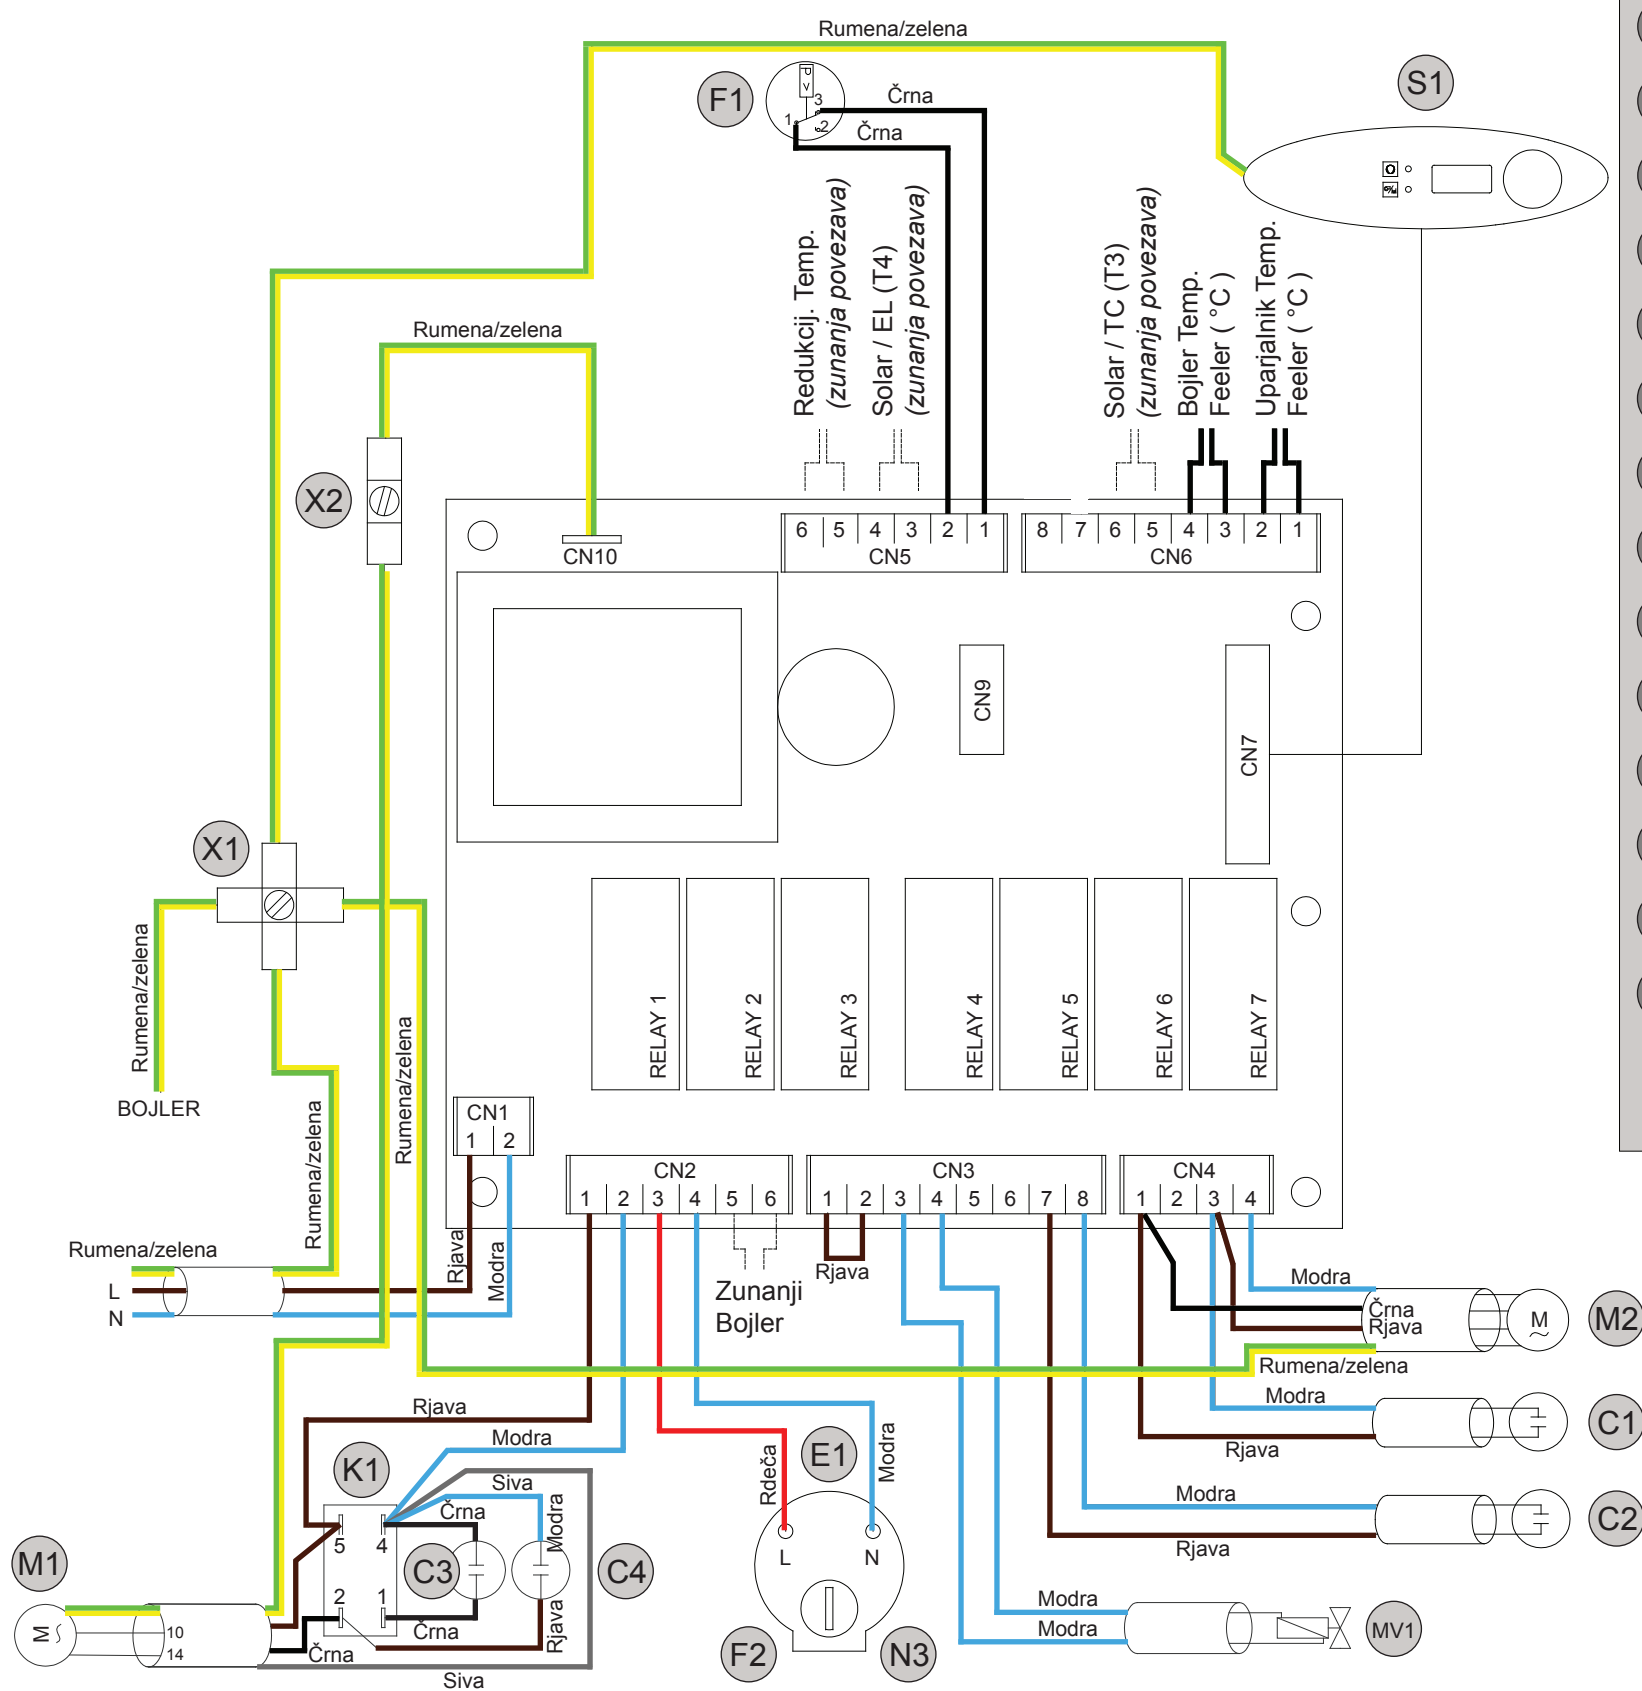 Rumena/zelena
S1
F1
P >
3
1
2
Črna
Črna
Redukcij. Temp.
(zunanja povezava)
Solar / EL (T4)
(zunanja povezava)
Solar / TC (T3)
(zunanja povezava)
Bojler Temp.
Feeler ( °C )
Uparjalnik Temp.
Feeler ( °C )
Rumena/zelena
X2
CN10
6 5 4 3 2 1
CN5
8 7 6 5 4 3 2 1
CN6
CN9
CN7
X1
Rumena/zelena
BOJLER
Rumena/zelena
Rumena/zelena
RELAY 1
RELAY 2
RELAY 3
RELAY 4
RELAY 5
RELAY 6
RELAY 7
CN1
1 2
CN2
1 2 3 4 5 6
CN3
1 2 3 4 5 6 7 8
CN4
1 2 3 4
Rumena/zelena
L
N
Rjava
Modra
Zunanji
Bojler
Rjava
Modra
Črna
Rjava
M
M2
Rumena/zelena
Rjava
Modra
Siva
K1
Črna
Modra
5 4
2 1
C3
C4
Črna
Rjava
Črna
Siva
M1
M
10
14
Rdeča
E1
Modra
L
N
F2
N3
Modra
C1
Rjava
Modra
C2
Rjava
Modra
Modra
MV1